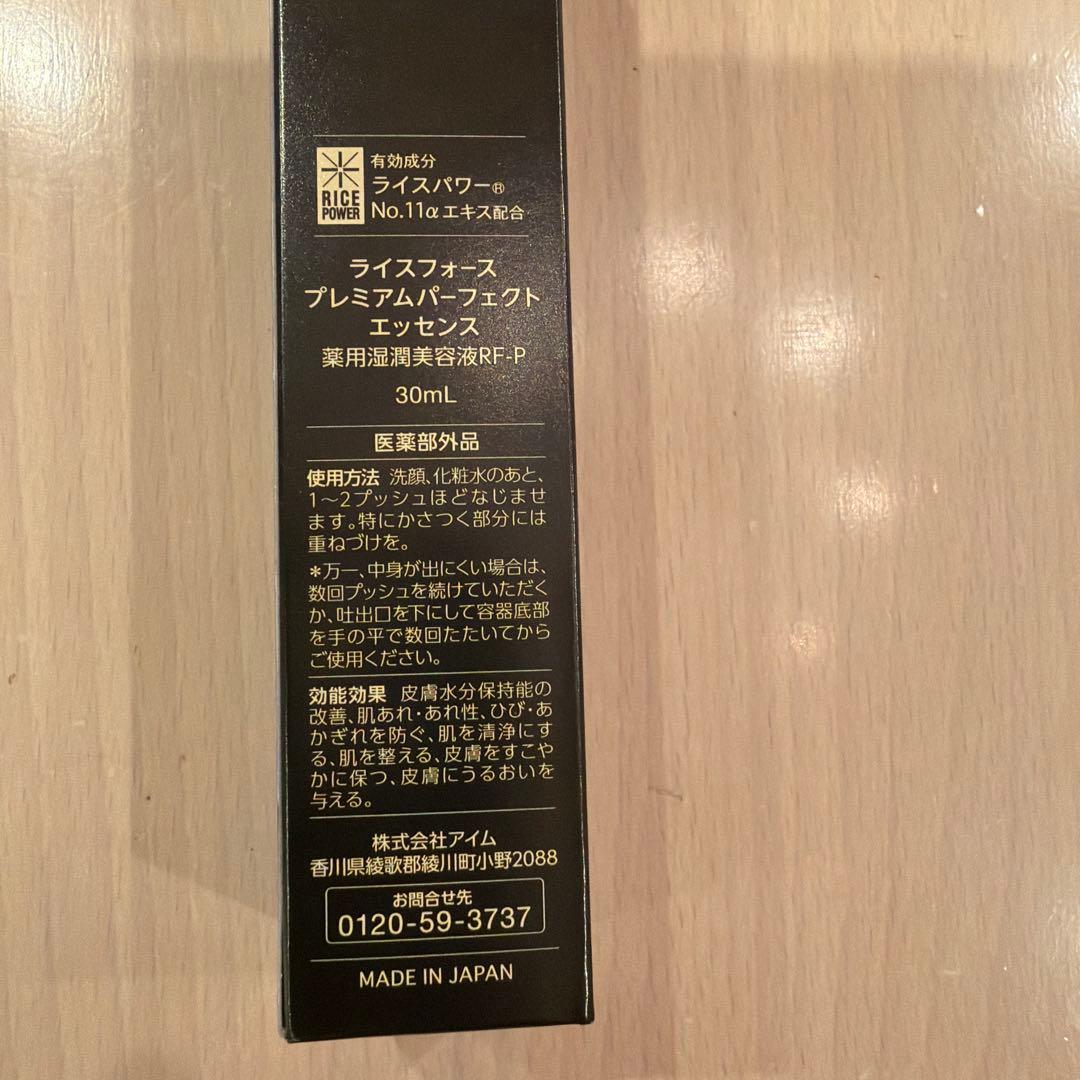 RICE
POWER
有効成分
ライスパワー®
No.11α エキス配合
ライスフォース
プレミアムパーフェクト
エッセンス
薬用湿潤美容液RF-P
30mL
医薬部外品
使用方法 洗顔、化粧水のあと、
1〜2プッシュほどなじませ
ます。特にかさつく部分には
重ねづけを。
*万一、中身が出にくい場合は、
数回プッシュを続けていただく
か、吐出口を下にして容器底部
を手の平で数回たたいてから
ご使用ください。
効能効果 皮膚水分保持能の
改善、肌あれ・あれ性、ひび・あ
かぎれを防ぐ、肌を清浄にす
る、肌を整える、皮膚をすこや
かに保つ、皮膚にうるおいを
与える。
株式会社アイム
香川県綾歌郡綾川町小野2088
お問合せ先
0120-59-3737
MADE IN JAPAN